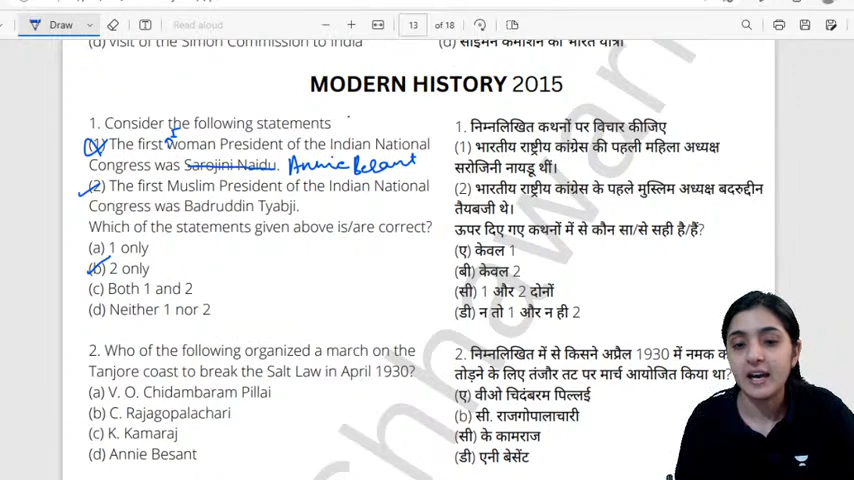 Draw
Read aloud
13
of 18
(d) visit of the Simon Commission to India
(d) साइमन कमीशन की भारत यात्रा
MODERN HISTORY 2015
1. Consider the following statements
(1) The first woman President of the Indian National
Congress was Sarojini Naidu. Annie Besant
(2) The first Muslim President of the Indian National
Congress was Badruddin Tyabji.
Which of the statements given above is/are correct?
(a) 1 only
(b) 2 only
(c) Both 1 and 2
(d) Neither 1 nor 2
2. Who of the following organized a march on the
Tanjore coast to break the Salt Law in April 1930?
(a) V. O. Chidambaram Pillai
(b) C. Rajagopalachari
(c) K. Kamaraj
(d) Annie Besant
1. निम्नलिखित कथनों पर विचार कीजिए
(1) भारतीय राष्ट्रीय कांग्रेस की पहली महिला अध्यक्ष
सरोजिनी नायडू थीं।
(2) भारतीय राष्ट्रीय कांग्रेस के पहले मुस्लिम अध्यक्ष बदरुद्दीन
तैयबजी थे।
ऊपर दिए गए कथनों में से कौन सा/से सही है/हैं?
(ए) केवल 1
(बी) केवल 2
(सी) 1 और 2 दोनों
(डी) न तो 1 और न ही 2
2. निम्नलिखित में से किसने अप्रैल 1930 में नमक
तोड़ने के लिए तंजौर तट पर मार्च आयोजित किया था?
(ए) वीओ चिदंबरम पिल्लई
(b) सी. राजगोपालाचारी
(सी) के कामराज
(डी) एनी बेसेंट